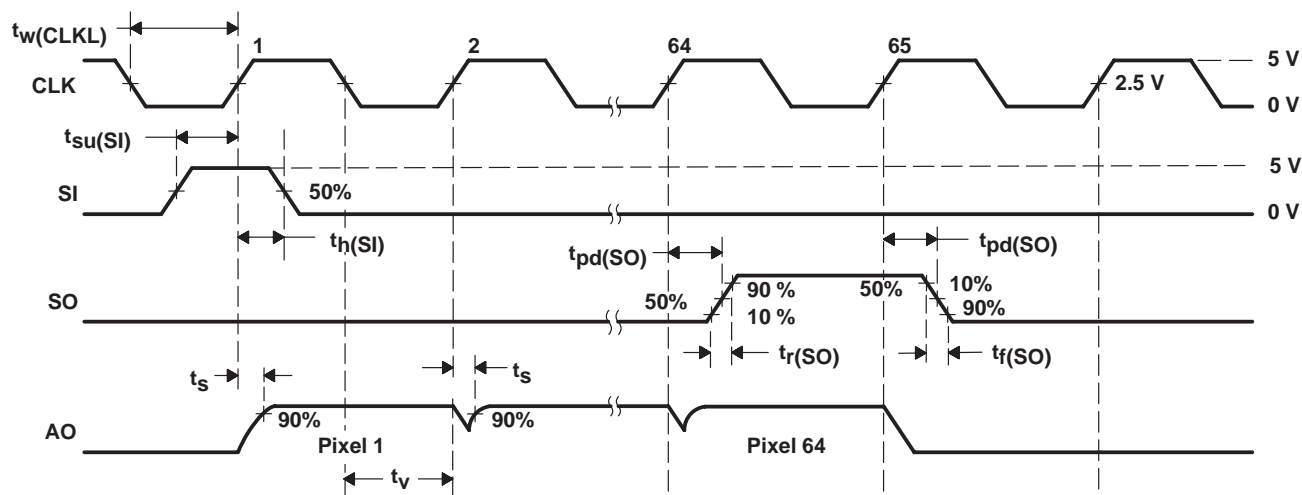 tw(CLKL)
1
2
64
65
5 V
CLK
2.5 V
0 V
tsu(SI)
5 V
SI
50%
0 V
th(SI)
tpd(SO)
tpd(SO)
SO
50%
90 %
10 %
50%
10%
90%
tr(SO)
tf(SO)
ts
ts
AO
90%
90%
Pixel 1
Pixel 64
tv